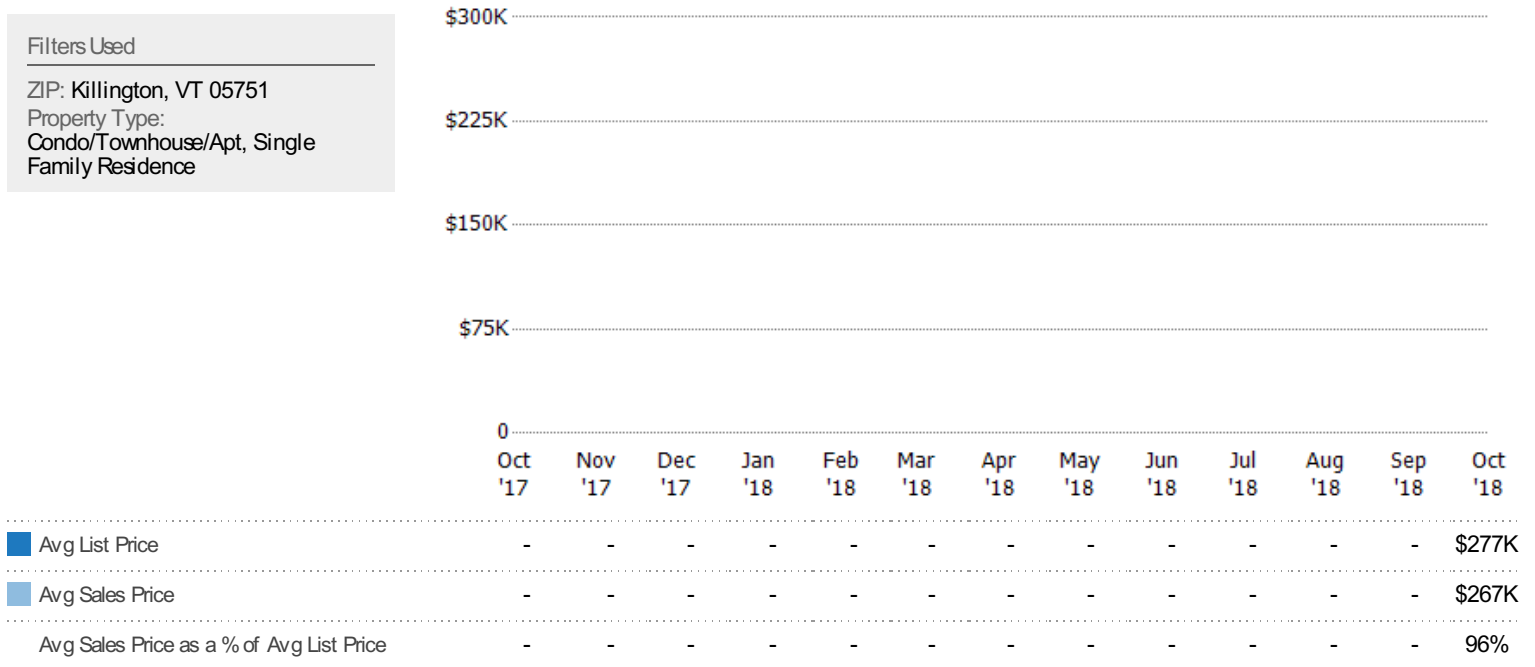 Filters Used
ZIP: Killington, VT 05751
Property Type:
Condo/Townhouse/Apt, Single
Family Residence
$300K
$225K
$150K
$75K
0
Oct Nov Dec Jan Feb Mar Apr May Jun Jul Aug Sep Oct
'17 '17 '17 '18 '18 '18 '18 '18 '18 '18 '18 '18 '18
Avg List Price - - - - - - - - - - - - $277K
Avg Sales Price - - - - - - - - - - - - $267K
Avg Sales Price as a % of Avg List Price - - - - - - - - - - - - 96%